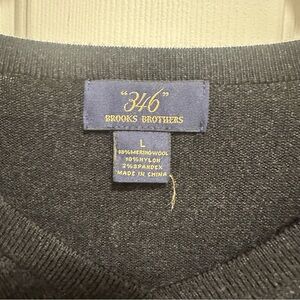 "346"
BROOKS BROTHERS
L
88% MERINO WOOL
10% NYLON
2% SPANDEX
MADE IN CHINA